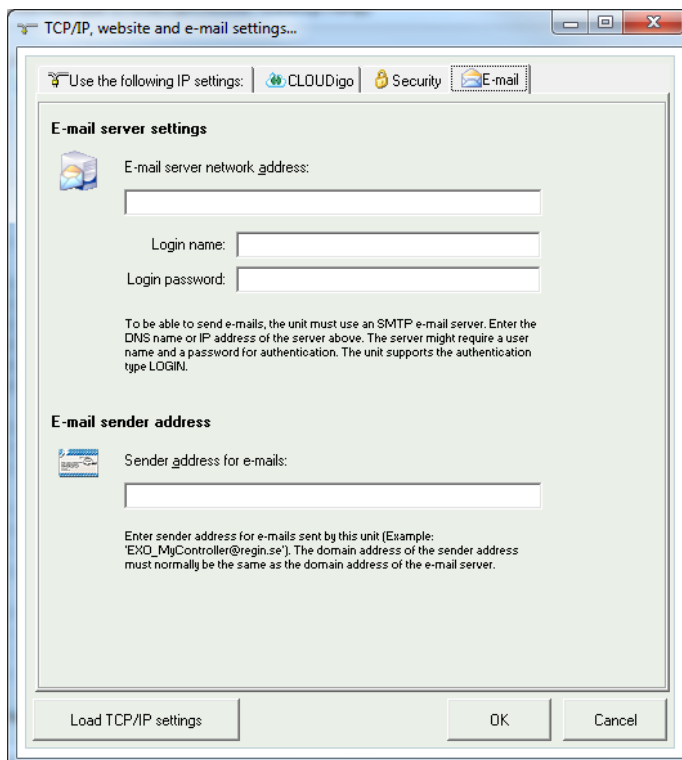 TCP/IP, website and e-mail settings...
Use the following IP settings:
CLOUDigo
Security
E-mail
E-mail server settings
E-mail server network address:
Login name:
Login password:
To be able to send e-mails, the unit must use an SMTP e-mail server. Enter the
DNS name or IP address of the server above. The server might require a user
name and a password for authentication. The unit supports the authentication
type LOGIN.
E-mail sender address
Sender address for e-mails:
Enter sender address for e-mails sent by this unit (Example:
'EXO_MyController@regin.se'). The domain address of the sender address
must normally be the same as the domain address of the e-mail server.
Load TCP/IP settings
OK
Cancel